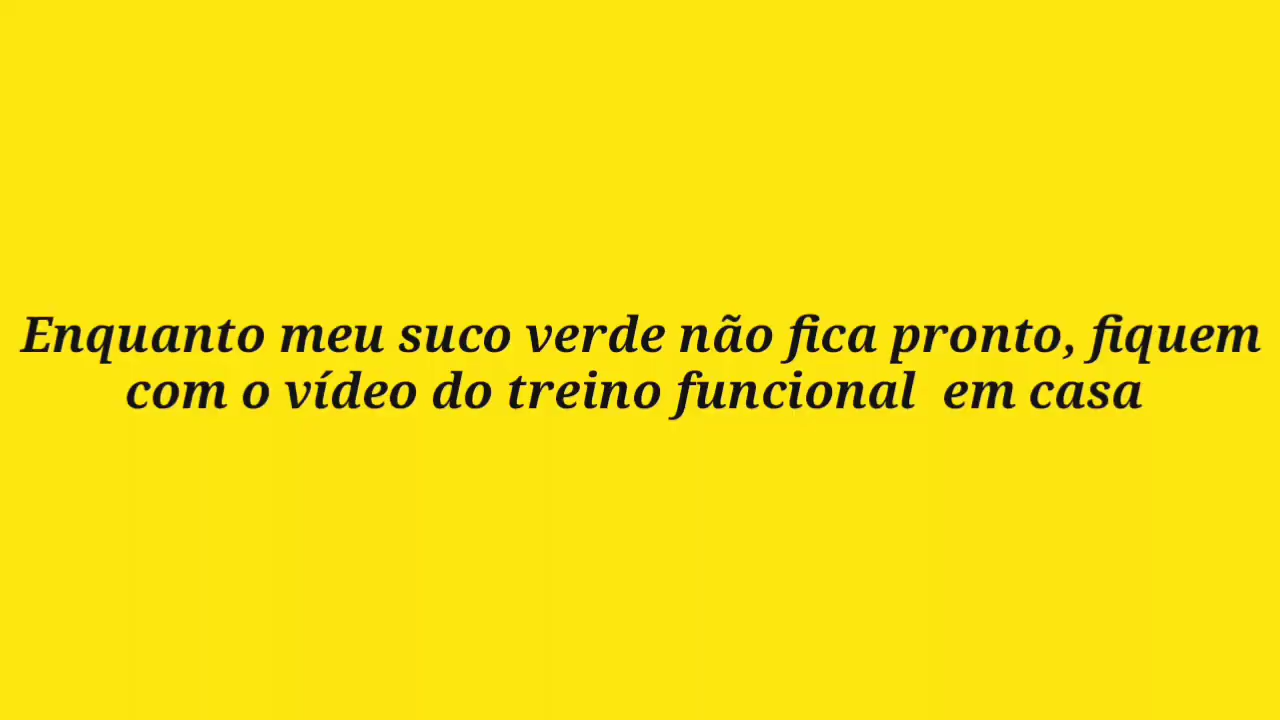 Enquanto meu suco verde não fica pronto, fiquem
com o vídeo do treino funcional  em casa